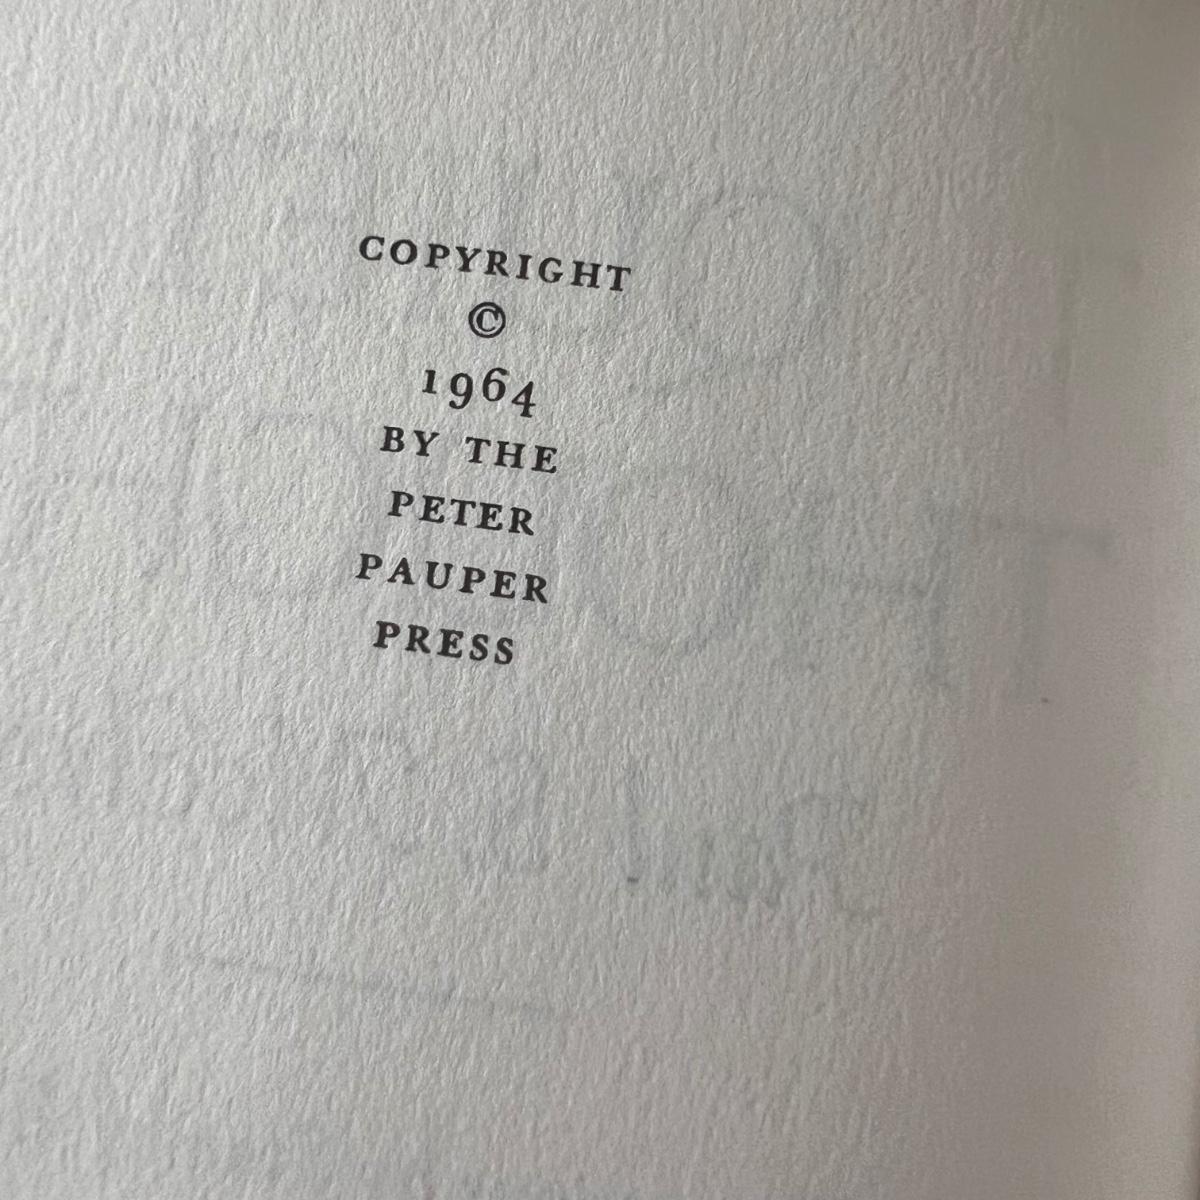 COPYRIGHT
©
1964
BY THE
PETER
PAUPER
PRESS